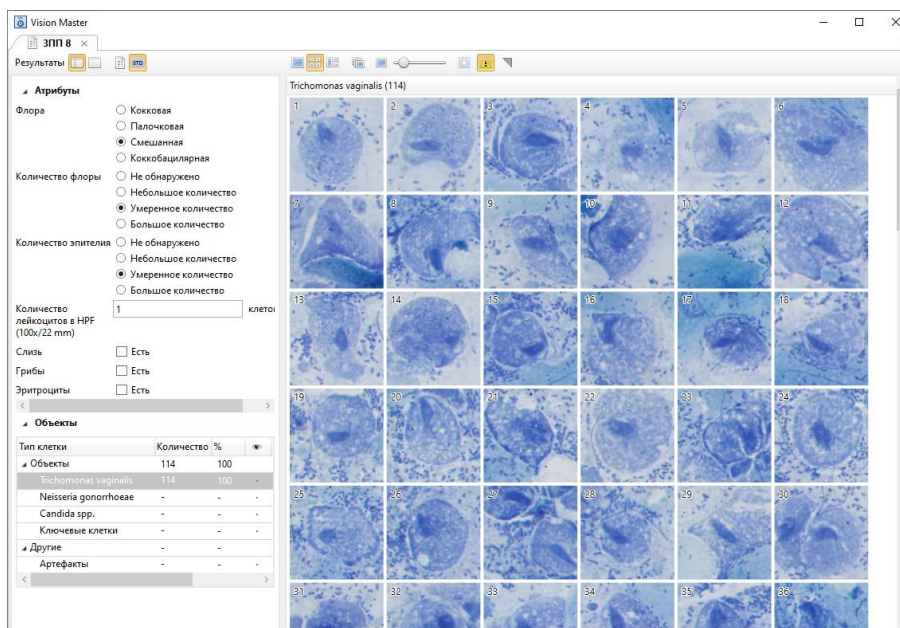 Vision Master
ЗПП 8
Результаты
STD
Атрибуты
Флора
Кокковая
Палочковая
Смешанная
Коккобацилярная
Количество флоры
Не обнаружено
Небольшое количество
Умеренное количество
Большое количество
Количество эпителия
Не обнаружено
Небольшое количество
Умеренное количество
Большое количество
Количество
лейкоцитов в HPF
(100x/22 mm)
1
клето
Слизь
Есть
Грибы
Есть
Эритроциты
Есть
Объекты
Тип клетки Количество %
Объекты 114 100
Trichomonas vaginalis 114 100 -
Neisseria gonorrhoeae - - -
Candida spp. - - -
Ключевые клетки - - -
Другие - -
Артефакты - - -
Trichomonas vaginalis (114)
1 2 3 4 5 6
7 8 9 10 11 12
13 14 15 16 17 18
19 20 21 22 23 24
25 26 27 28 29 30
31 32 33 34 35 36